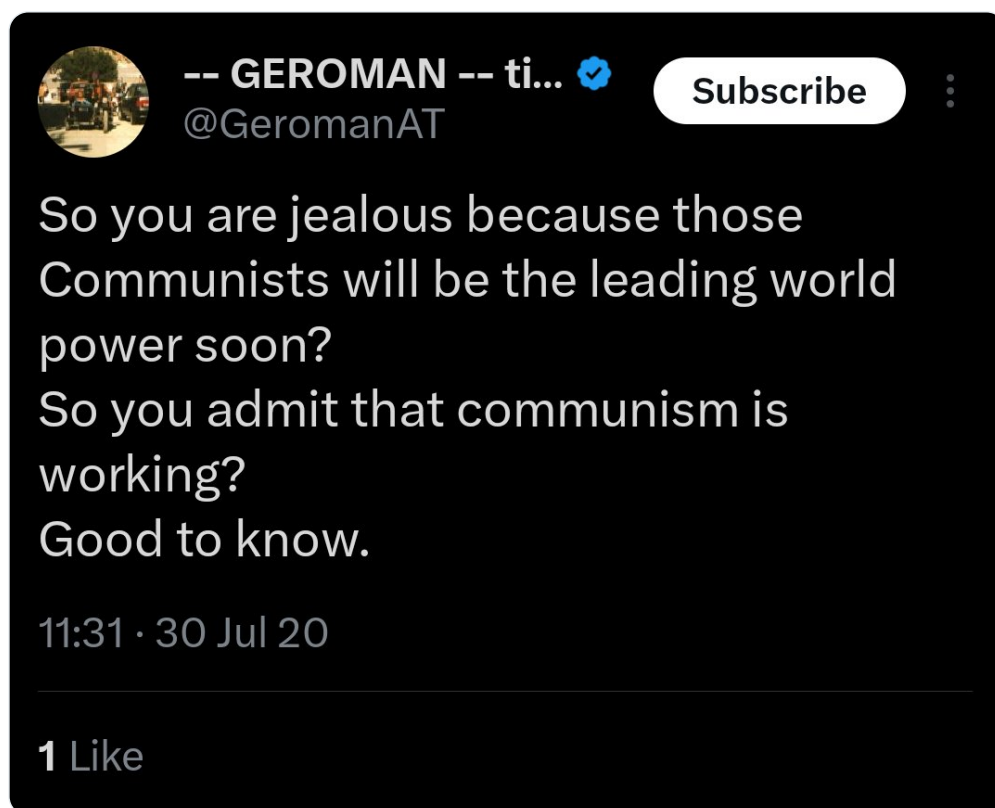 -- GEROMAN -- ti...
@GeromanAT
Subscribe
So you are jealous because those
Communists will be the leading world
power soon?
So you admit that communism is
working?
Good to know.
11:31 · 30 Jul 20
1 Like